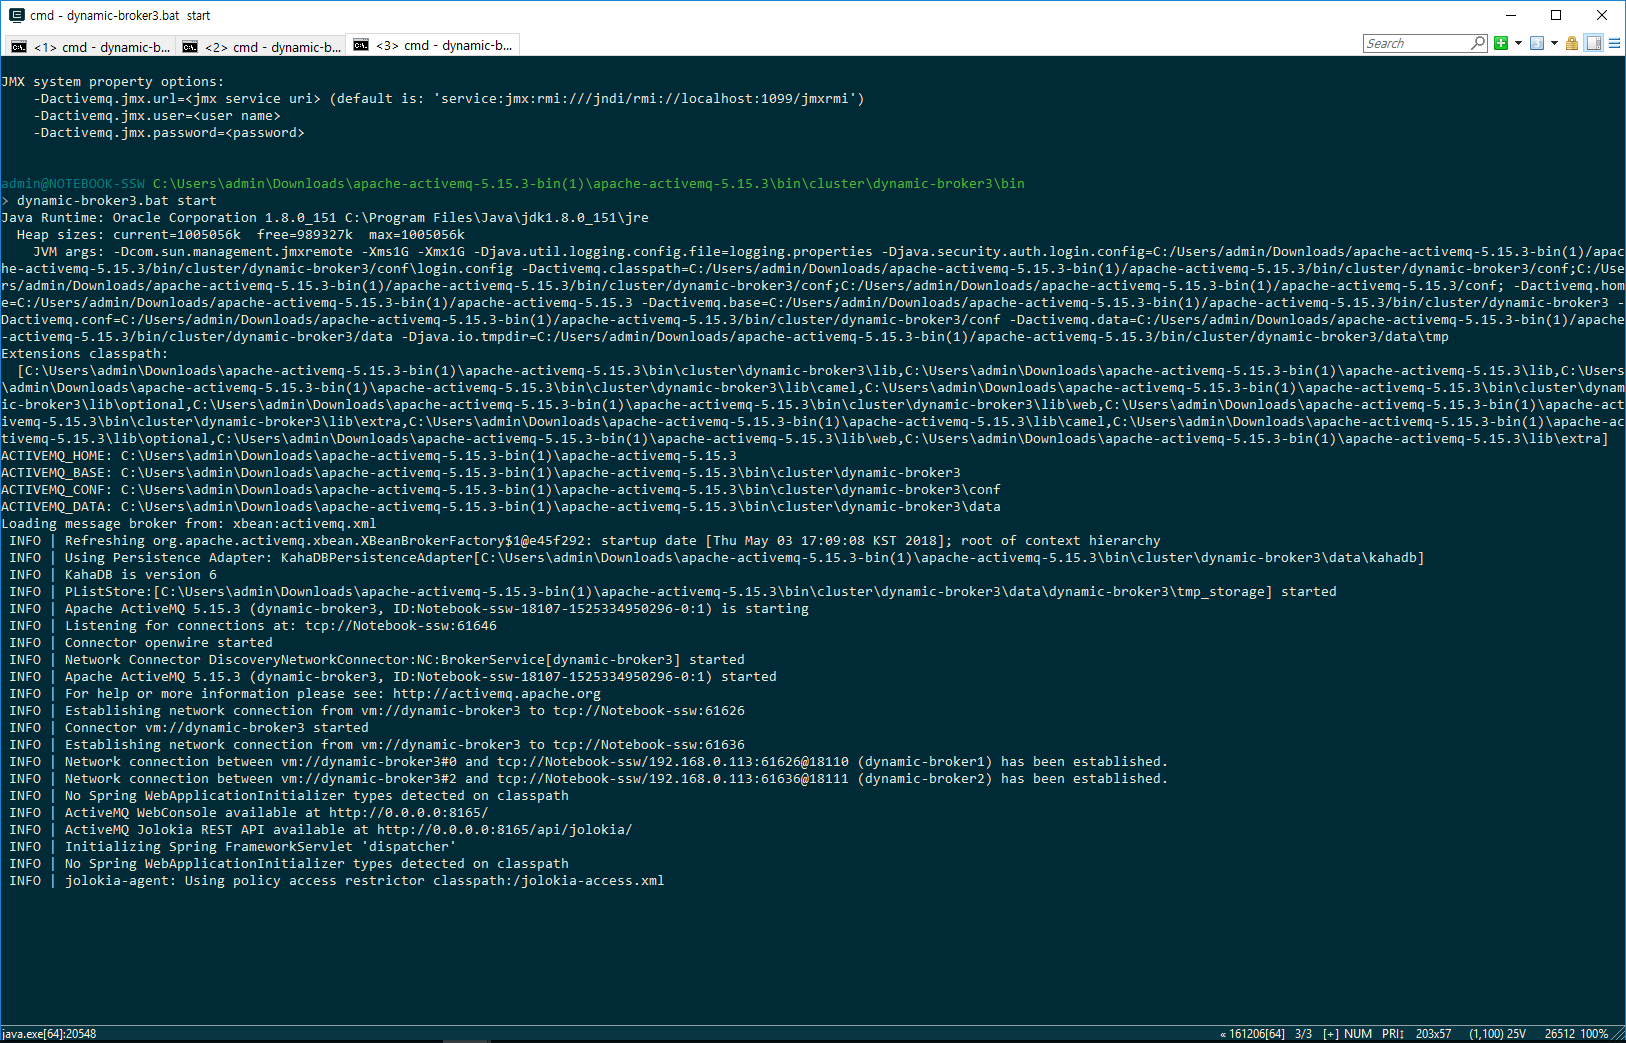 cmd - dynamic-broker3.bat  start
<1> cmd - dynamic-b...  <2> cmd - dynamic-b...  <3> cmd - dynamic-b...  Search
JMX system property options:
    -Dactivemq.jmx.url=<jmx service uri> (default is: 'service:jmx:rmi:///jndi/rmi://localhost:1099/jmxrmi')
    -Dactivemq.jmx.user=<user name>
    -Dactivemq.jmx.password=<password>
admin@NOTEBOOK-SSW C:\Users\admin\Downloads\apache-activemq-5.15.3-bin(1)\apache-activemq-5.15.3\bin\cluster\dynamic-broker3\bin
> dynamic-broker3.bat start
Java Runtime: Oracle Corporation 1.8.0_151 C:\Program Files\Java\jdk1.8.0_151\jre
  Heap sizes: current=1005056k  free=989327k  max=1005056k
    JVM args: -Dcom.sun.management.jmxremote -Xms1G -Xmx1G -Djava.util.logging.config.file=logging.properties -Djava.security.auth.login.config=C:/Users/admin/Downloads/apache-activemq-5.15.3-bin(1)/apac
he-activemq-5.15.3/bin/cluster/dynamic-broker3/conf\login.config -Dactivemq.classpath=C:/Users/admin/Downloads/apache-activemq-5.15.3-bin(1)/apache-activemq-5.15.3/bin/cluster/dynamic-broker3/conf;C:/Use
rs/admin/Downloads/apache-activemq-5.15.3-bin(1)/apache-activemq-5.15.3/bin/cluster/dynamic-broker3/conf;C:/Users/admin/Downloads/apache-activemq-5.15.3-bin(1)/apache-activemq-5.15.3/conf; -Dactivemq.hom
e=C:/Users/admin/Downloads/apache-activemq-5.15.3-bin(1)/apache-activemq-5.15.3 -Dactivemq.base=C:/Users/admin/Downloads/apache-activemq-5.15.3-bin(1)/apache-activemq-5.15.3/bin/cluster/dynamic-broker3 -
Dactivemq.conf=C:/Users/admin/Downloads/apache-activemq-5.15.3-bin(1)/apache-activemq-5.15.3/bin/cluster/dynamic-broker3/conf -Dactivemq.data=C:/Users/admin/Downloads/apache-activemq-5.15.3-bin(1)/apache
-activemq-5.15.3/bin/cluster/dynamic-broker3/data -Djava.io.tmpdir=C:/Users/admin/Downloads/apache-activemq-5.15.3-bin(1)/apache-activemq-5.15.3/bin/cluster/dynamic-broker3/data\tmp
Extensions classpath:
  [C:\Users\admin\Downloads\apache-activemq-5.15.3-bin(1)\apache-activemq-5.15.3\bin\cluster\dynamic-broker3\lib,C:\Users\admin\Downloads\apache-activemq-5.15.3-bin(1)\apache-activemq-5.15.3\lib,C:\Users
\admin\Downloads\apache-activemq-5.15.3-bin(1)\apache-activemq-5.15.3\bin\cluster\dynamic-broker3\lib\camel,C:\Users\admin\Downloads\apache-activemq-5.15.3-bin(1)\apache-activemq-5.15.3\bin\cluster\dynam
ic-broker3\lib\optional,C:\Users\admin\Downloads\apache-activemq-5.15.3-bin(1)\apache-activemq-5.15.3\bin\cluster\dynamic-broker3\lib\web,C:\Users\admin\Downloads\apache-activemq-5.15.3-bin(1)\apache-act
ivemq-5.15.3\bin\cluster\dynamic-broker3\lib\extra,C:\Users\admin\Downloads\apache-activemq-5.15.3-bin(1)\apache-activemq-5.15.3\lib\camel,C:\Users\admin\Downloads\apache-activemq-5.15.3-bin(1)\apache-ac
tivemq-5.15.3\lib\optional,C:\Users\admin\Downloads\apache-activemq-5.15.3-bin(1)\apache-activemq-5.15.3\lib\web,C:\Users\admin\Downloads\apache-activemq-5.15.3-bin(1)\apache-activemq-5.15.3\lib\extra]
ACTIVEMQ_HOME: C:\Users\admin\Downloads\apache-activemq-5.15.3-bin(1)\apache-activemq-5.15.3
ACTIVEMQ_BASE: C:\Users\admin\Downloads\apache-activemq-5.15.3-bin(1)\apache-activemq-5.15.3\bin\cluster\dynamic-broker3
ACTIVEMQ_CONF: C:\Users\admin\Downloads\apache-activemq-5.15.3-bin(1)\apache-activemq-5.15.3\bin\cluster\dynamic-broker3\conf
ACTIVEMQ_DATA: C:\Users\admin\Downloads\apache-activemq-5.15.3-bin(1)\apache-activemq-5.15.3\bin\cluster\dynamic-broker3\data
Loading message broker from: xbean:activemq.xml
 INFO | Refreshing org.apache.activemq.xbean.XBeanBrokerFactory$1@e45f292: startup date [Thu May 03 17:09:08 KST 2018]; root of context hierarchy
 INFO | Using Persistence Adapter: KahaDBPersistenceAdapter[C:\Users\admin\Downloads\apache-activemq-5.15.3-bin(1)\apache-activemq-5.15.3\bin\cluster\dynamic-broker3\data\kahadb]
 INFO | KahaDB is version 6
 INFO | PListStore:[C:\Users\admin\Downloads\apache-activemq-5.15.3-bin(1)\apache-activemq-5.15.3\bin\cluster\dynamic-broker3\data\dynamic-broker3\tmp_storage] started
 INFO | Apache ActiveMQ 5.15.3 (dynamic-broker3, ID:Notebook-ssw-18107-1525334950296-0:1) is starting
 INFO | Listening for connections at: tcp://Notebook-ssw:61646
 INFO | Connector openwire started
 INFO | Network Connector DiscoveryNetworkConnector:NC:BrokerService[dynamic-broker3] started
 INFO | Apache ActiveMQ 5.15.3 (dynamic-broker3, ID:Notebook-ssw-18107-1525334950296-0:1) started
 INFO | For help or more information please see: http://activemq.apache.org
 INFO | Establishing network connection from vm://dynamic-broker3 to tcp://Notebook-ssw:61626
 INFO | Connector vm://dynamic-broker3 started
 INFO | Establishing network connection from vm://dynamic-broker3 to tcp://Notebook-ssw:61636
 INFO | Network connection between vm://dynamic-broker3#0 and tcp://Notebook-ssw/192.168.0.113:61626@18110 (dynamic-broker1) has been established.
 INFO | Network connection between vm://dynamic-broker3#2 and tcp://Notebook-ssw/192.168.0.113:61636@18111 (dynamic-broker2) has been established.
 INFO | No Spring WebApplicationInitializer types detected on classpath
 INFO | ActiveMQ WebConsole available at http://0.0.0.0:8165/
 INFO | ActiveMQ Jolokia REST API available at http://0.0.0.0:8165/api/jolokia/
 INFO | Initializing Spring FrameworkServlet 'dispatcher'
 INFO | No Spring WebApplicationInitializer types detected on classpath
 INFO | jolokia-agent: Using policy access restrictor classpath:/jolokia-access.xml
java.exe[64]:20548  « 161206[64]  3/3  [+] NUM  PRI↕  203x57  (1,100) 25V  26512  100%